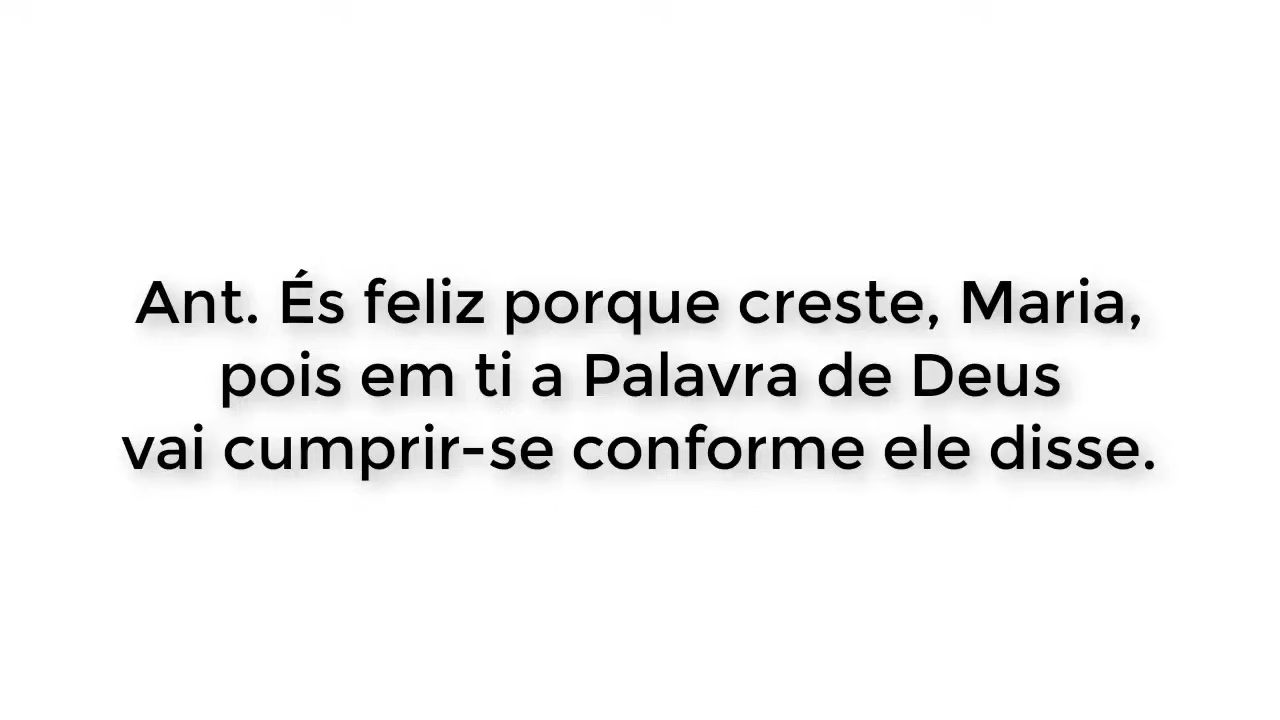 Ant. És feliz porque creste, Maria,
pois em ti a Palavra de Deus
vai cumprir-se conforme ele disse.